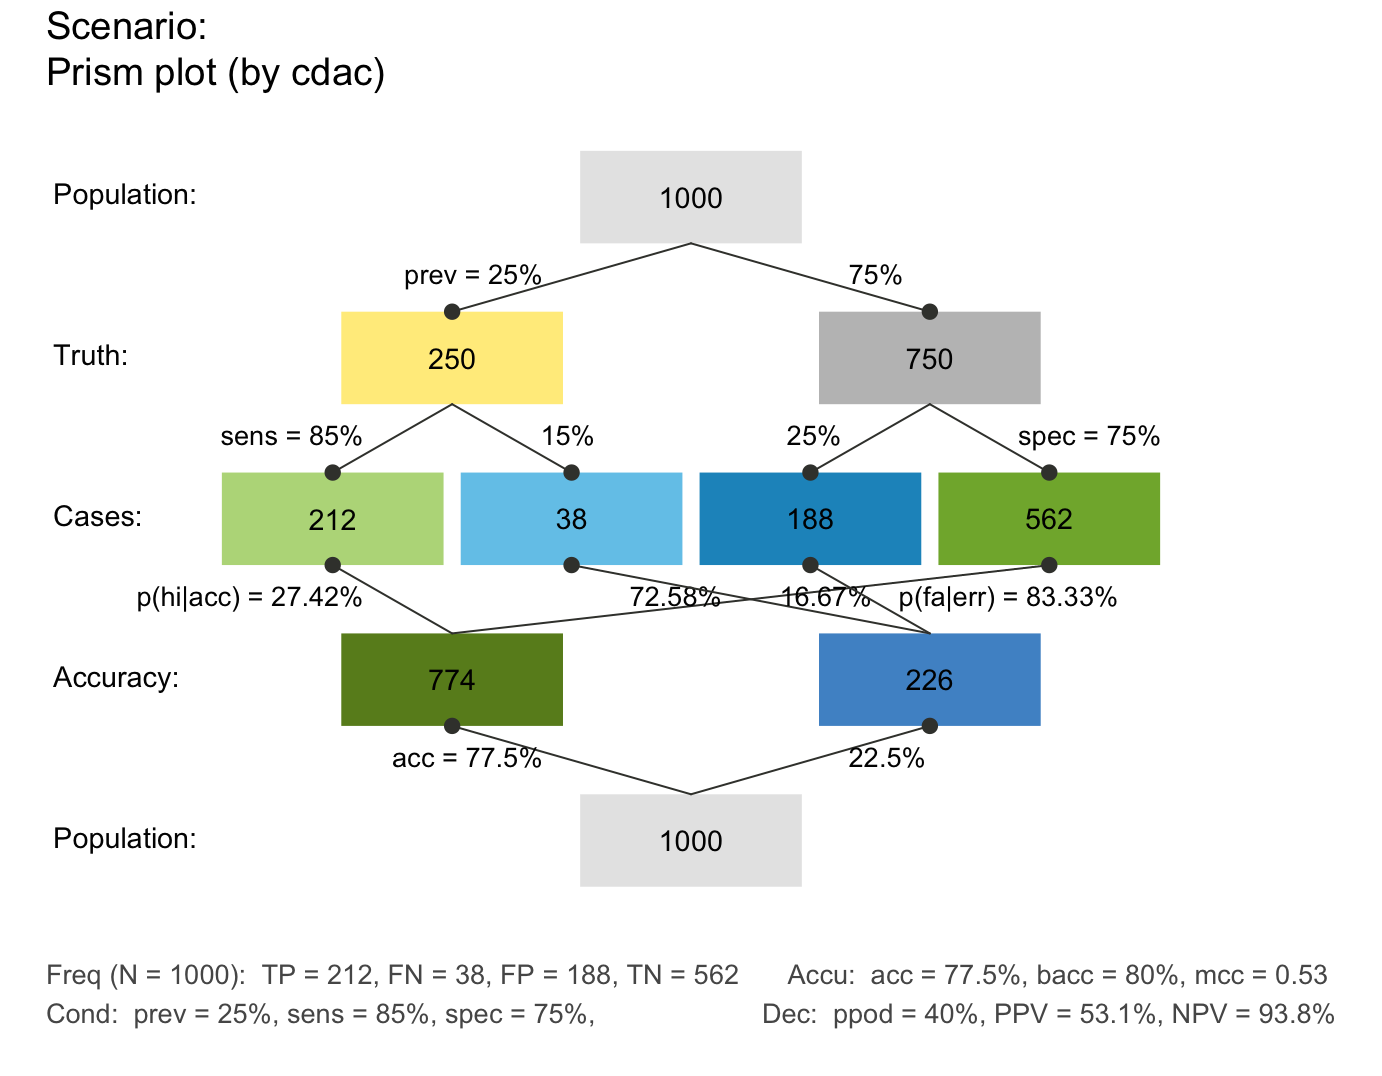 Scenario:
Prism plot (by cdac)
Population:
1000
prev = 25%
75%
Truth:
250
750
sens = 85%
15%
25%
spec = 75%
Cases:
212
38
188
562
p(hi|acc) = 27.42%
72.58%
16.67%
p(fa|err) = 83.33%
Accuracy:
774
226
acc = 77.5%
22.5%
Population:
1000
Freq (N = 1000):  TP = 212, FN = 38, FP = 188, TN = 562
Accu:  acc = 77.5%, bacc = 80%, mcc = 0.53
Cond:  prev = 25%, sens = 85%, spec = 75%,
Dec:  ppod = 40%, PPV = 53.1%, NPV = 93.8%